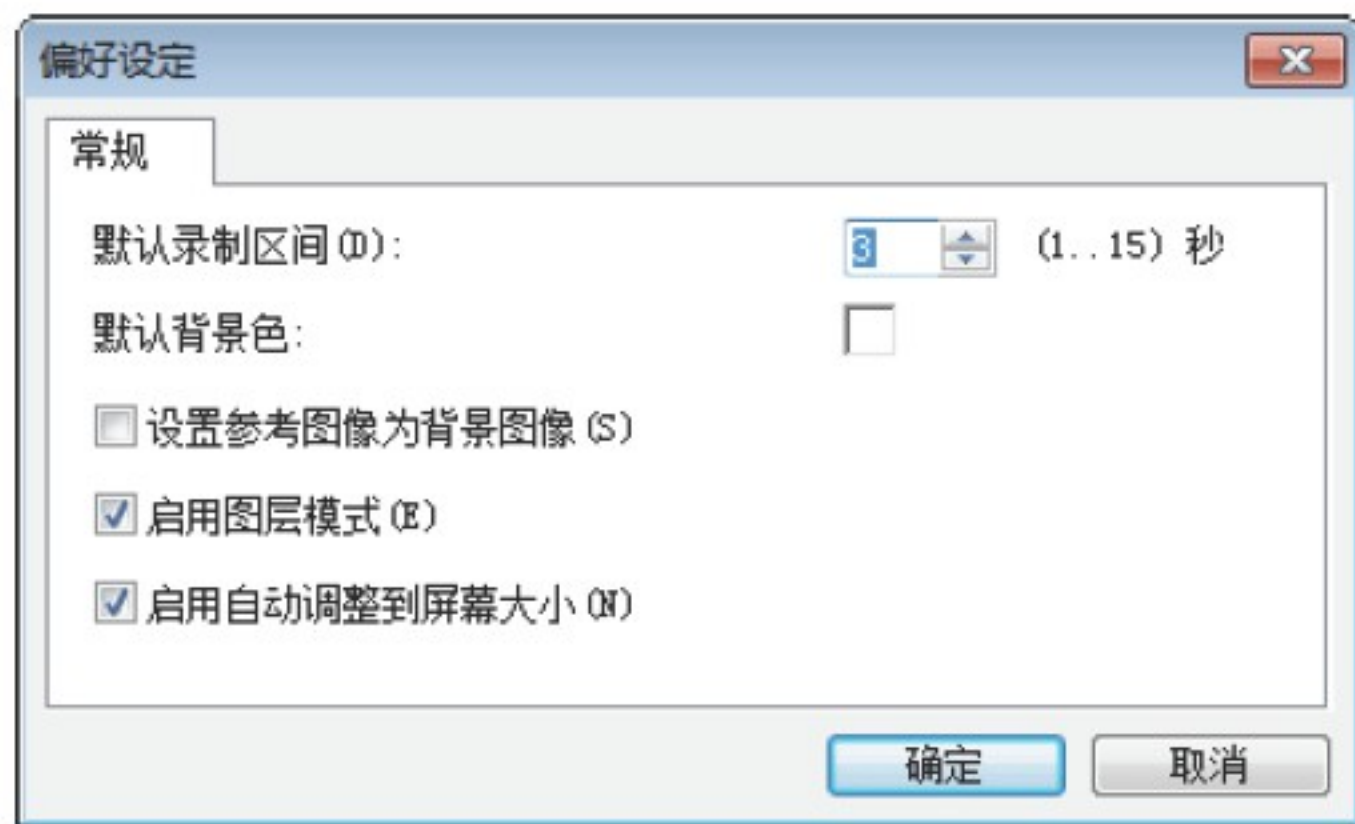 偏好设定
常规
默认录制区间(D): 3 (1..15) 秒
默认背景色:
设置参考图像为背景图像(S)
启用图层模式(E)
启用自动调整到屏幕大小(N)
确定 取消